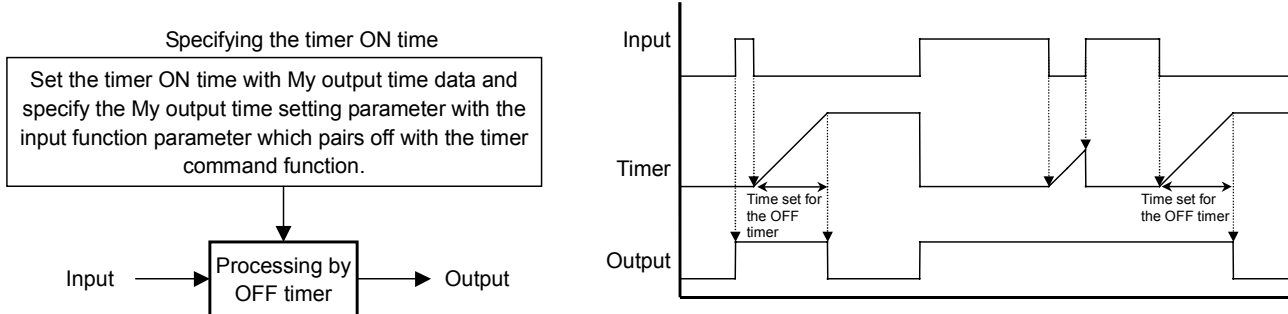 Specifying the timer ON time
Set the timer ON time with My output time data and
specify the My output time setting parameter with the
input function parameter which pairs off with the timer
command function.
Input
Processing by
OFF timer
Output
Input
Timer
Time set for
the OFF
timer
Time set for
the OFF timer
Output